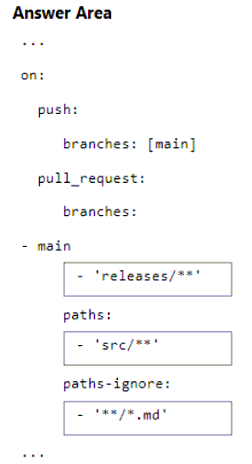 Answer Area
...
on:
push:
branches: [main]
pull_request:
branches:
- main
- 'releases/**'
paths:
- 'src/**'
paths-ignore:
- '**/*.md'
...